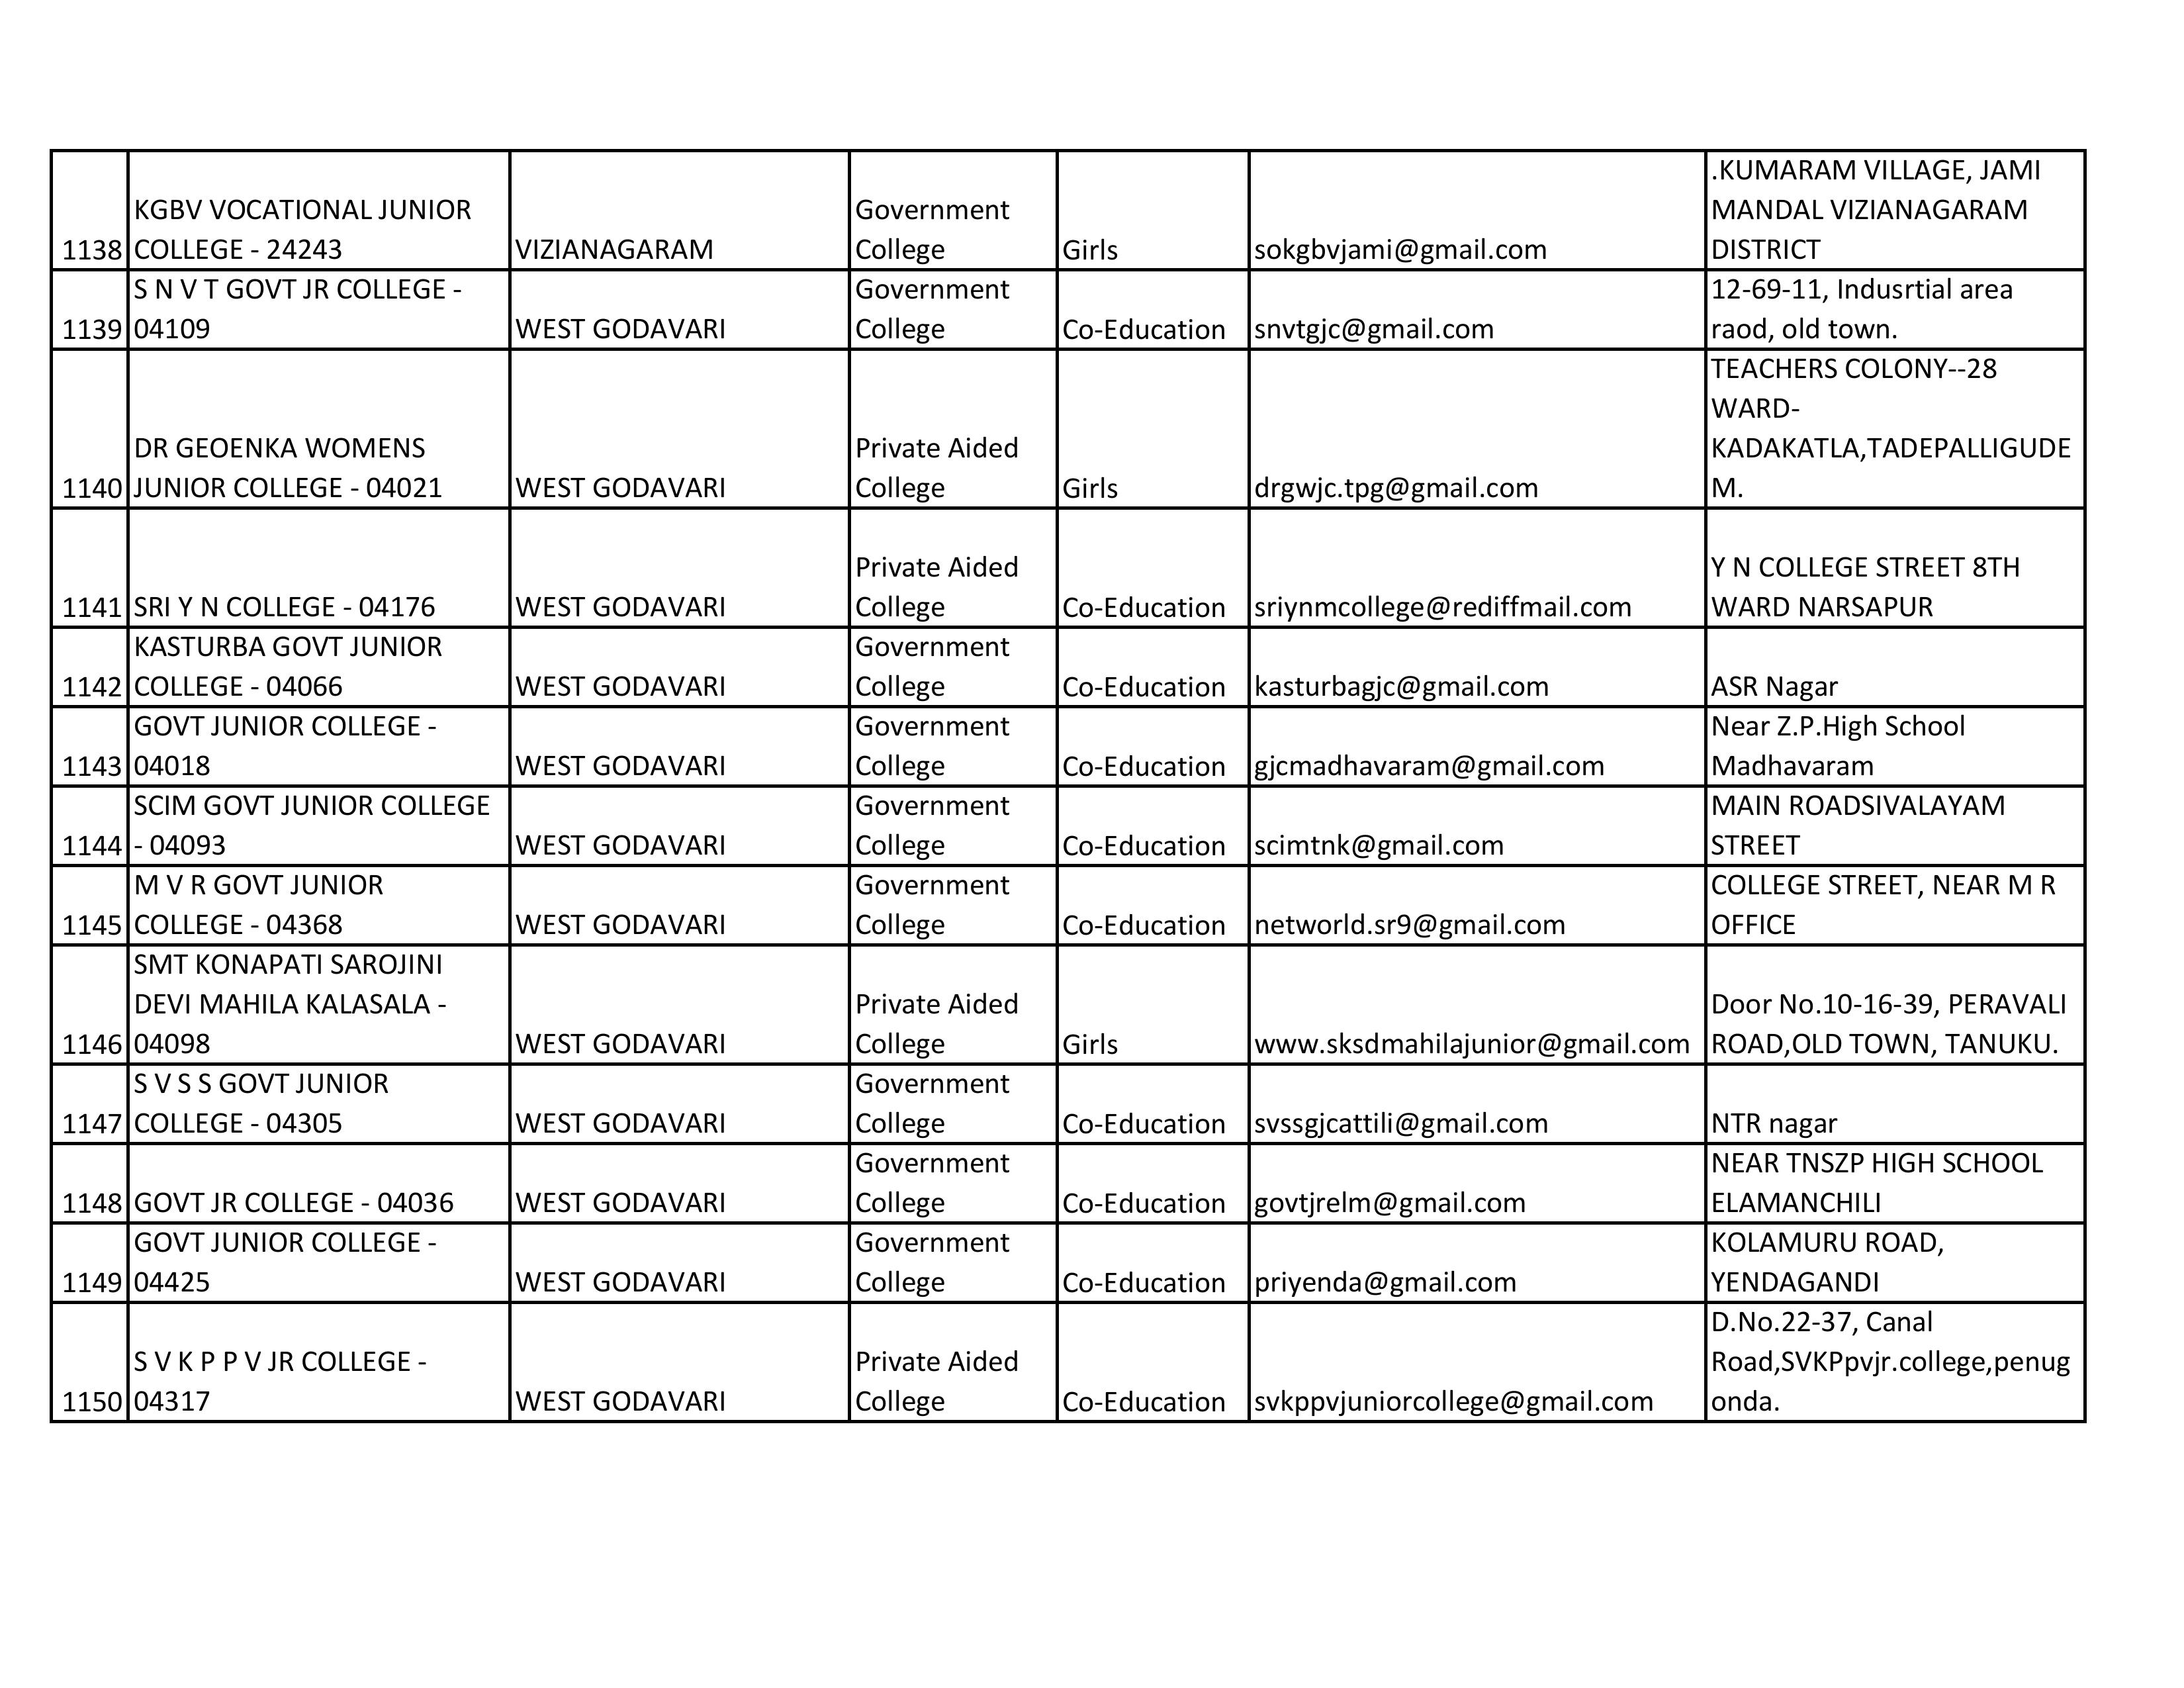 1138 KGBV VOCATIONAL JUNIOR COLLEGE - 24243 VIZIANAGARAM Government College Girls sokgbvjami@gmail.com .KUMARAM VILLAGE, JAMI MANDAL VIZIANAGARAM DISTRICT
1139 S N V T GOVT JR COLLEGE - 04109 WEST GODAVARI Government College Co-Education snvtgjc@gmail.com 12-69-11, Indusrtial area raod, old town.
1140 DR GEOENKA WOMENS JUNIOR COLLEGE - 04021 WEST GODAVARI Private Aided College Girls drgwjc.tpg@gmail.com TEACHERS COLONY--28 WARD-KADAKATLA,TADEPALLIGUDEM.
1141 SRI Y N COLLEGE - 04176 WEST GODAVARI Private Aided College Co-Education sriynmcollege@rediffmail.com Y N COLLEGE STREET 8TH WARD NARSAPUR
1142 KASTURBA GOVT JUNIOR COLLEGE - 04066 WEST GODAVARI Government College Co-Education kasturbagjc@gmail.com ASR Nagar
1143 GOVT JUNIOR COLLEGE - 04018 WEST GODAVARI Government College Co-Education gjcmadhavaram@gmail.com Near Z.P.High School Madhavaram
1144 SCIM GOVT JUNIOR COLLEGE - 04093 WEST GODAVARI Government College Co-Education scimtnk@gmail.com MAIN ROADSIVALAYAM STREET
1145 M V R GOVT JUNIOR COLLEGE - 04368 WEST GODAVARI Government College Co-Education networld.sr9@gmail.com COLLEGE STREET, NEAR M R OFFICE
1146 SMT KONAPATI SAROJINI DEVI MAHILA KALASALA - 04098 WEST GODAVARI Private Aided College Girls www.sksdmahilajunior@gmail.com Door No.10-16-39, PERAVALI ROAD,OLD TOWN, TANUKU.
1147 S V S S GOVT JUNIOR COLLEGE - 04305 WEST GODAVARI Government College Co-Education svssgjcattili@gmail.com NTR nagar
1148 GOVT JR COLLEGE - 04036 WEST GODAVARI Government College Co-Education govtjrelm@gmail.com NEAR TNSZP HIGH SCHOOL ELAMANCHILI
1149 GOVT JUNIOR COLLEGE - 04425 WEST GODAVARI Government College Co-Education priyenda@gmail.com KOLAMURU ROAD, YENDAGANDI
1150 S V K P P V JR COLLEGE - 04317 WEST GODAVARI Private Aided College Co-Education svkppvjuniorcollege@gmail.com D.No.22-37, Canal Road,SVKPpvjr.college,penugonda.